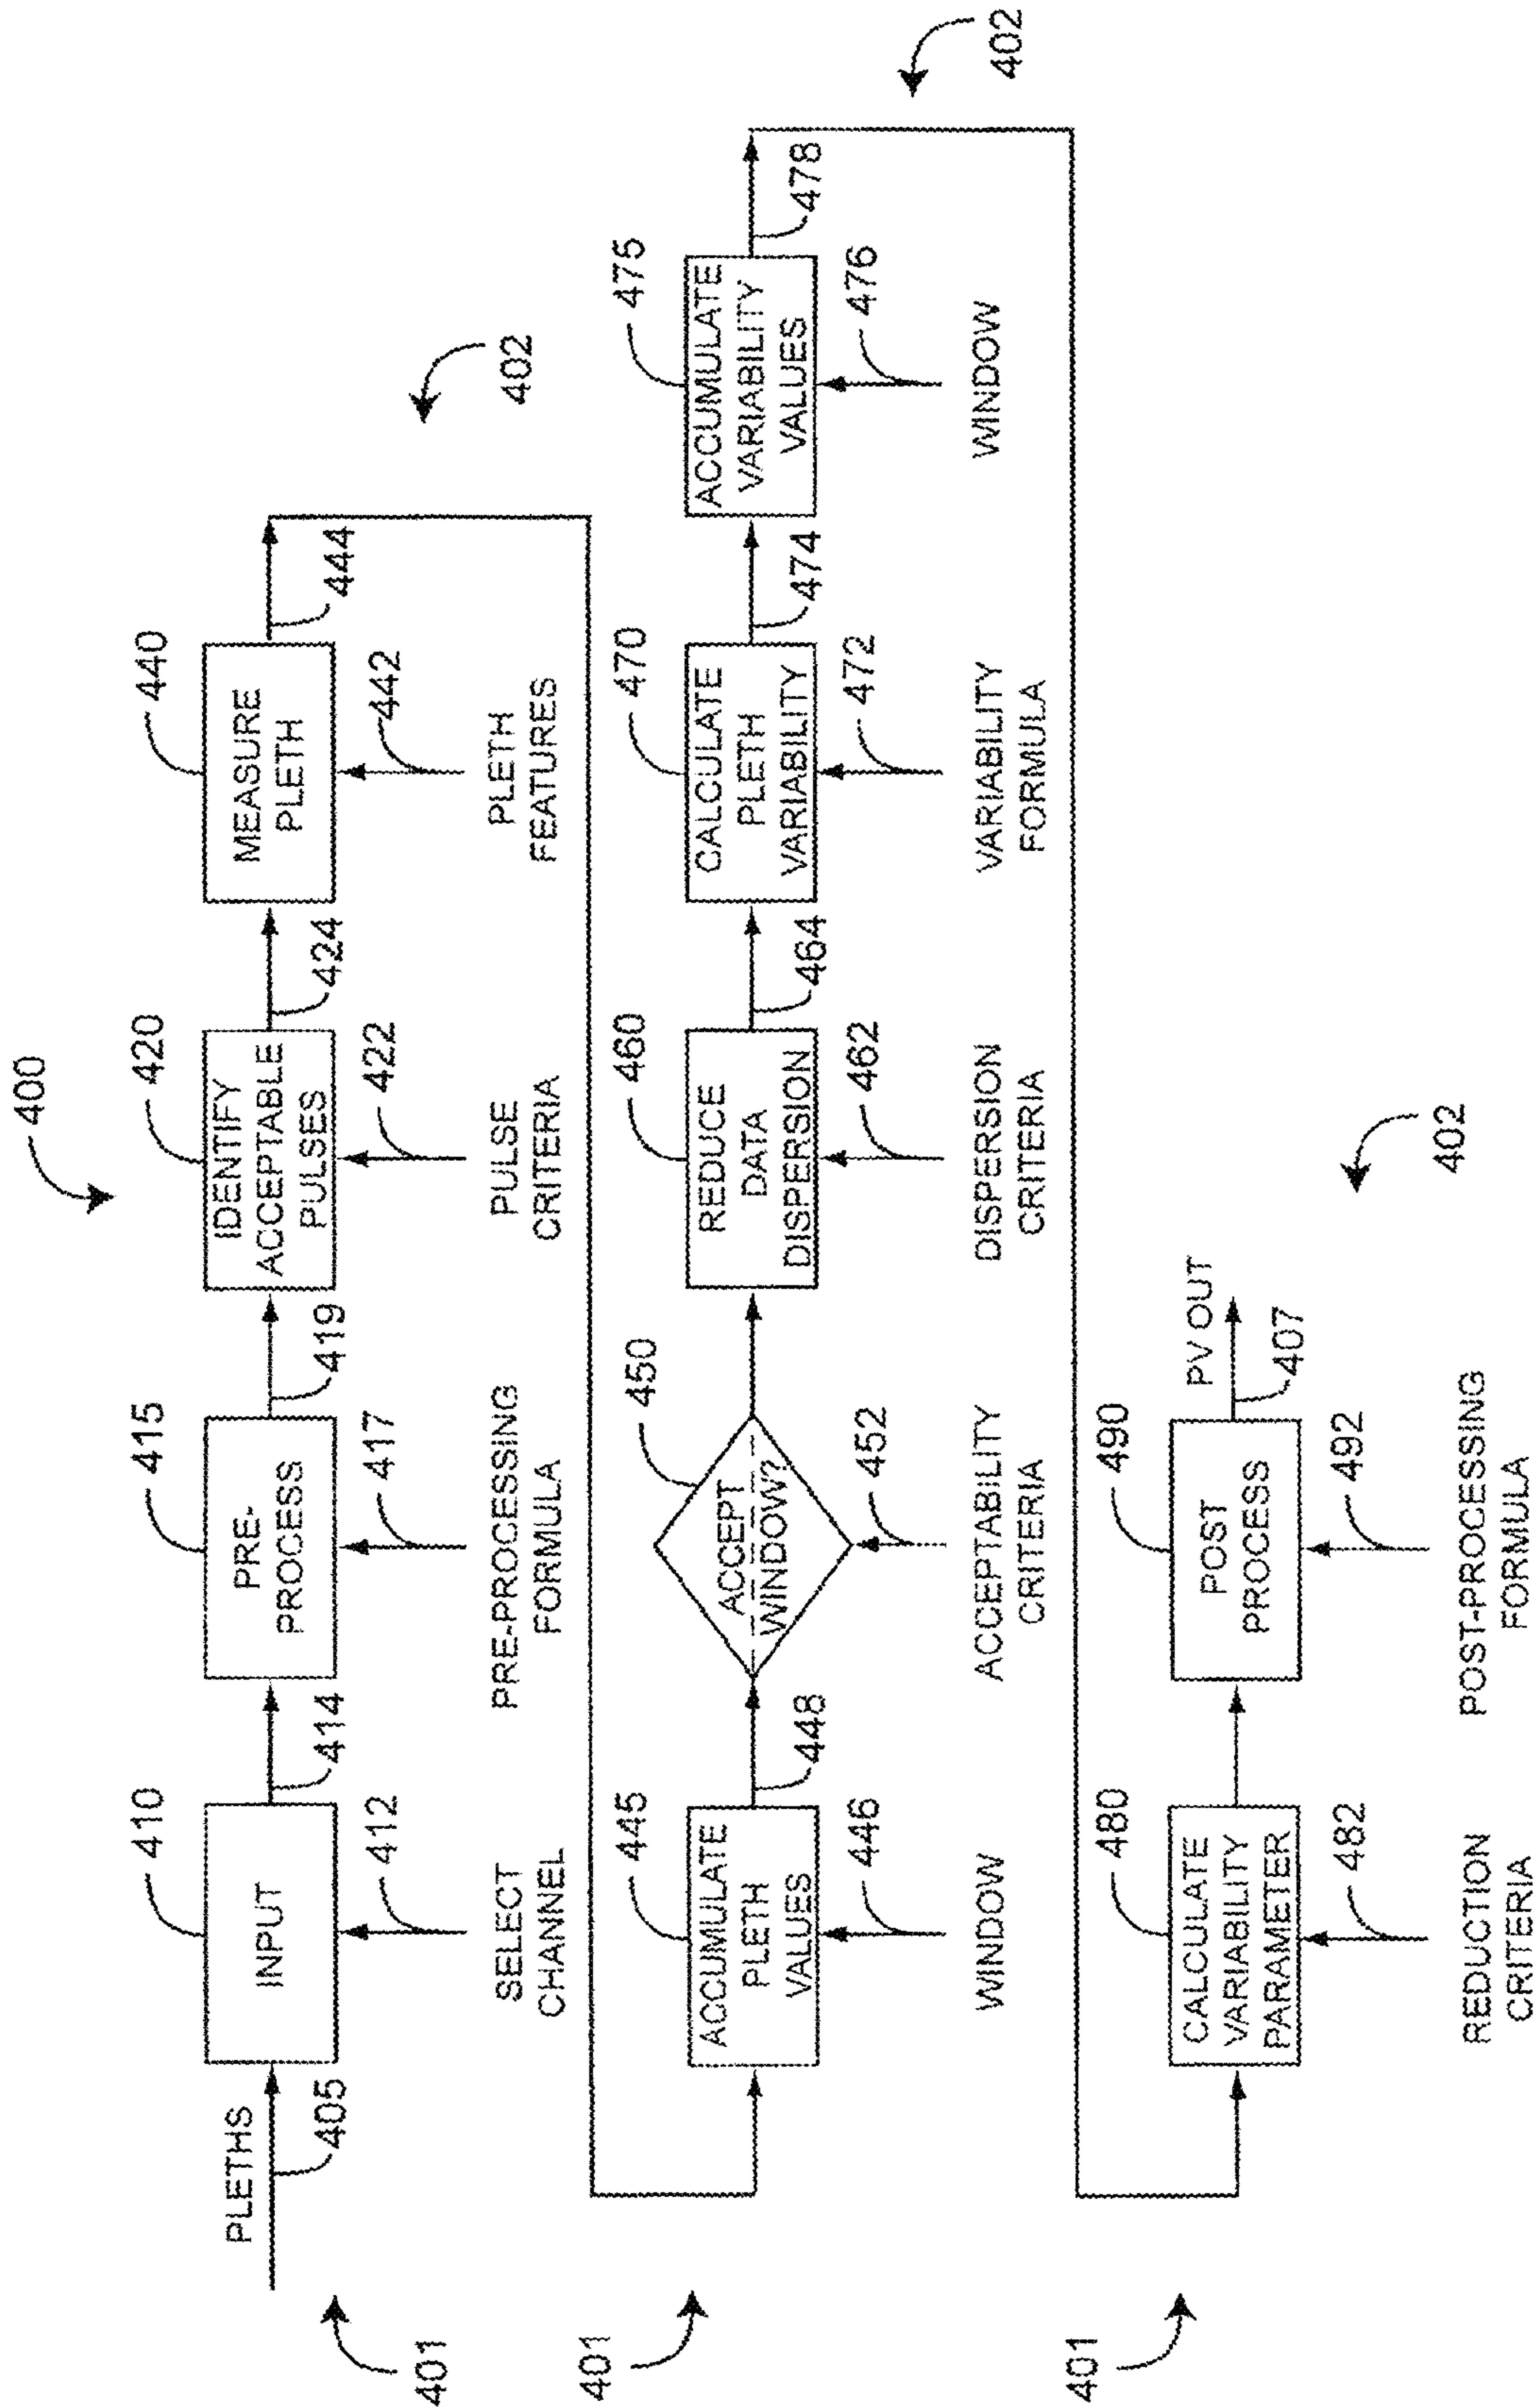 400
410
415
420
440
PLETHS
INPUT
PRE-
PROCESS
IDENTIFY
ACCEPTABLE
PULSES
MEASURE
PLETH
405
414
419
424
444
412
417
422
442
402
401
SELECT
CHANNEL
PRE-PROCESSING
FORMULA
PULSE
CRITERIA
PLETH
FEATURES
445
450
460
470
475
ACCUMULATE
PLETH
VALUES
ACCEPT
WINDOW?
REDUCE
DATA
DISPERSION
CALCULATE
PLETH
VARIABILITY
ACCUMULATE
VARIABILITY
VALUES
448
464
474
478
446
452
462
472
476
402
401
WINDOW
ACCEPTABILITY
CRITERIA
DISPERSION
CRITERIA
VARIABILITY
FORMULA
WINDOW
480
490
PV OUT
CALCULATE
VARIABILITY
PARAMETER
POST
PROCESS
407
482
492
402
401
REDUCTION
CRITERIA
POST-PROCESSING
FORMULA